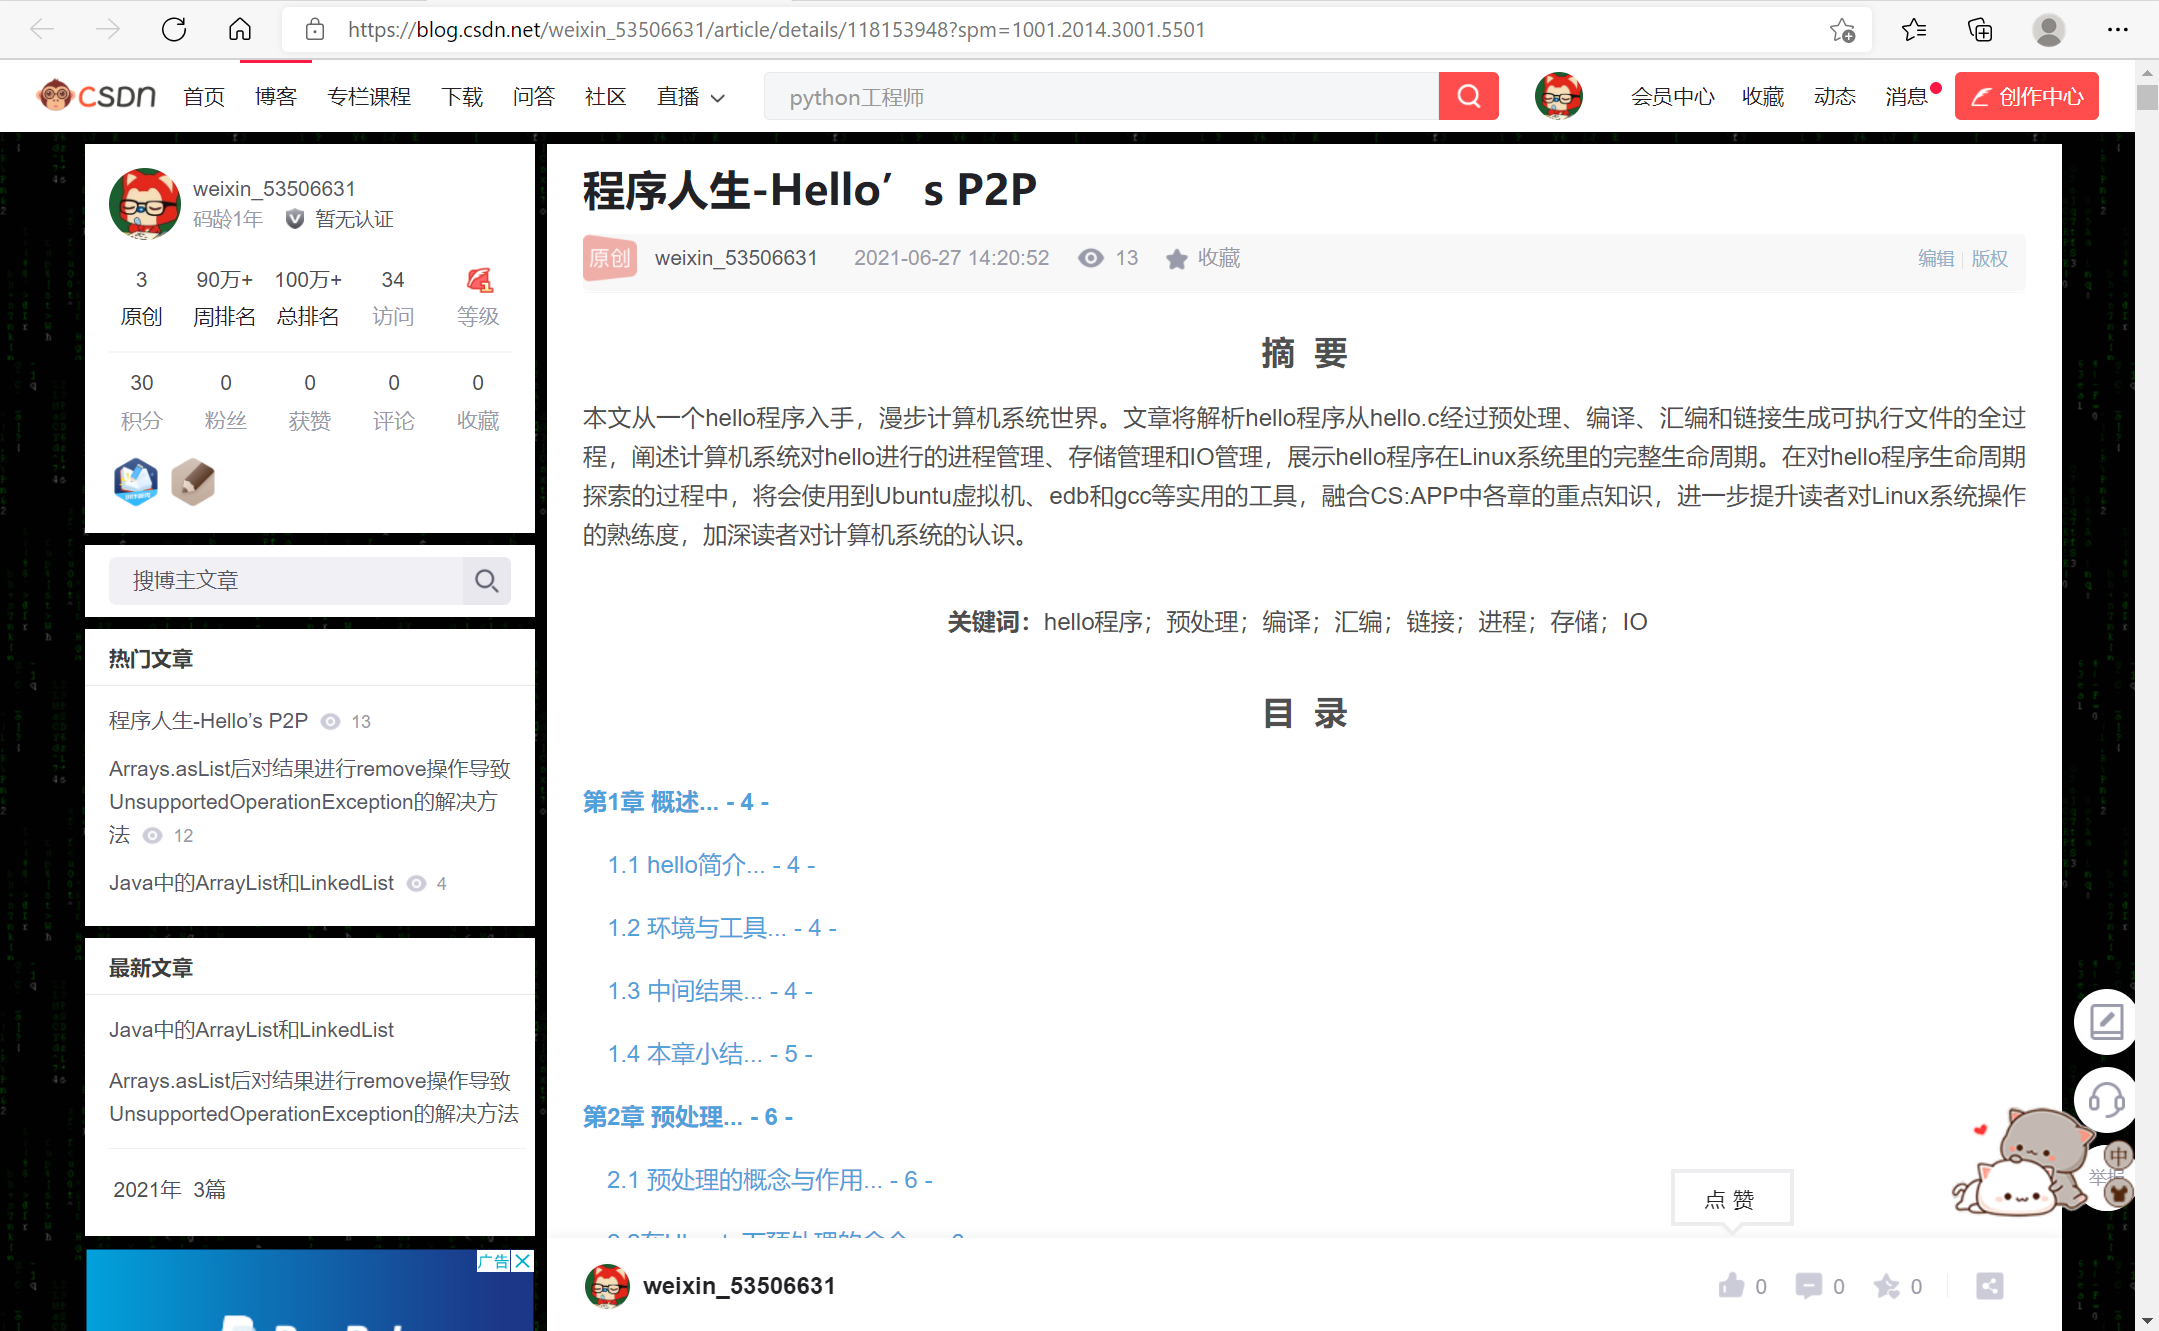 https://blog.csdn.net/weixin_53506631/article/details/118153948?spm=1001.2014.3001.5501
CSDN 首页 博客 专栏课程 下载 问答 社区 直播 python工程师 会员中心 收藏 动态 消息 创作中心
weixin_53506631
码龄1年 暂无认证
3 90万+ 100万+ 34
原创 周排名 总排名 访问 等级
30 0 0 0 0
积分 粉丝 获赞 评论 收藏
搜博主文章
热门文章
程序人生-Hello’s P2P 13
Arrays.asList后对结果进行remove操作导致
UnsupportedOperationException的解决方
法 12
Java中的ArrayList和LinkedList 4
最新文章
Java中的ArrayList和LinkedList
Arrays.asList后对结果进行remove操作导致
UnsupportedOperationException的解决方法
2021年 3篇
广告
程序人生-Hello’s P2P
原创 weixin_53506631 2021-06-27 14:20:52 13 收藏 编辑 版权
摘 要
本文从一个hello程序入手，漫步计算机系统世界。文章将解析hello程序从hello.c经过预处理、编译、汇编和链接生成可执行文件的全过
程，阐述计算机系统对hello进行的进程管理、存储管理和IO管理，展示hello程序在Linux系统里的完整生命周期。在对hello程序生命周期
探索的过程中，将会使用到Ubuntu虚拟机、edb和gcc等实用的工具，融合CS:APP中各章的重点知识，进一步提升读者对Linux系统操作
的熟练度，加深读者对计算机系统的认识。
关键词：hello程序；预处理；编译；汇编；链接；进程；存储；IO
目 录
第1章 概述... - 4 -
1.1 hello简介... - 4 -
1.2 环境与工具... - 4 -
1.3 中间结果... - 4 -
1.4 本章小结... - 5 -
第2章 预处理... - 6 -
2.1 预处理的概念与作用... - 6 -
点 赞
中
weixin_53506631 0 0 0